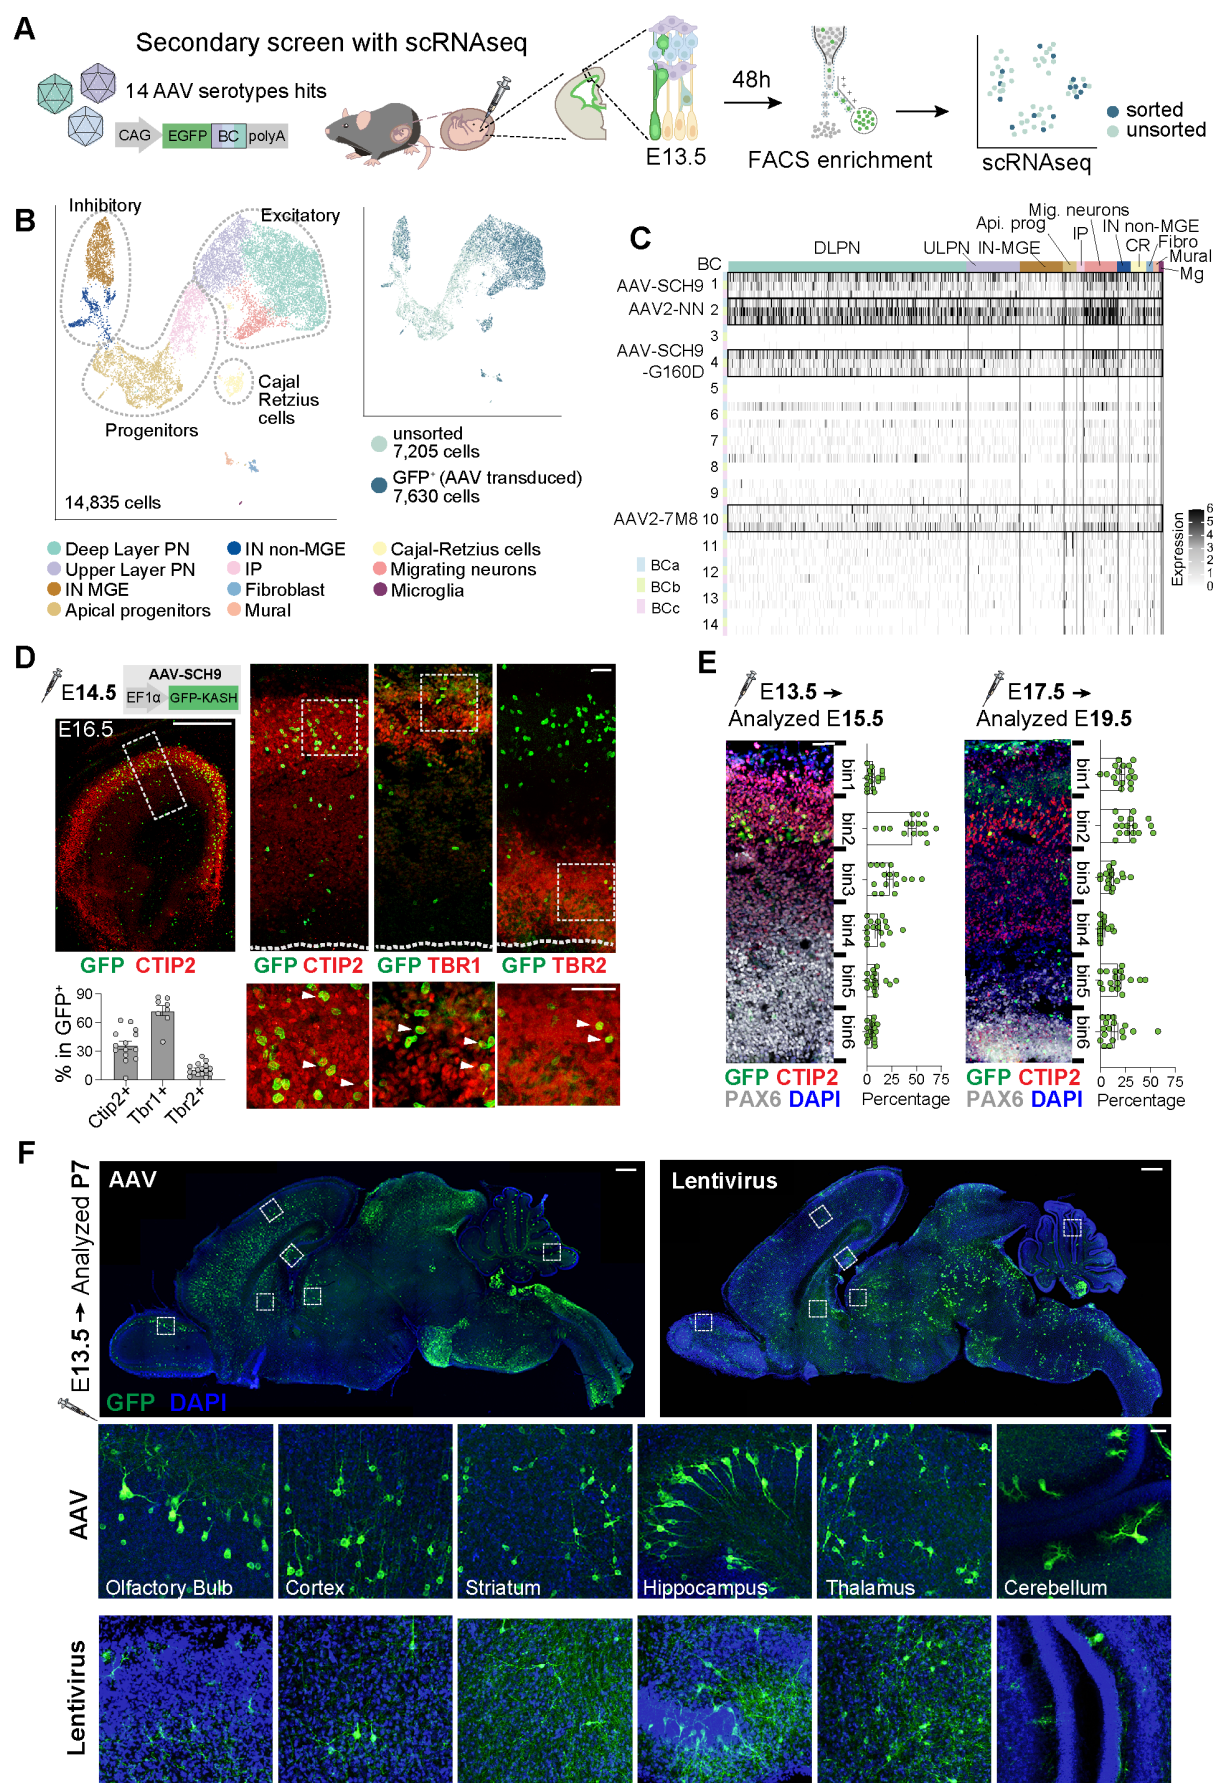 A
Secondary screen with scRNAseq
14 AAV serotypes hits
CAG
EGFP
BC
polyA
E13.5
48h
FACS enrichment
scRNAseq
sorted
unsorted
B
Inhibitory
Excitatory
Cajal
Retzius
cells
Progenitors
14,835 cells
unsorted
7,205 cells
GFP+ (AAV transduced)
7,630 cells
Deep Layer PN
Upper Layer PN
IN MGE
Apical progenitors
IN non-MGE
IP
Fibroblast
Mural
Cajal-Retzius cells
Migrating neurons
Microglia
C
Mig. neurons
Api. prog
IP
IN non-MGE
CR
Fibro
DLPN
ULPN
IN-MGE
Mural
Mg
BC
AAV-SCH9 1
AAV2-NN 2
3
AAV-SCH9
-G160D
4
5
6
7
8
9
AAV2-7M8 10
11
12
13
14
BCa
BCb
BCc
Expression
6
5
4
3
2
1
0
D
E14.5
AAV-SCH9
EF1α
GFP-KASH
E16.5
GFP CTIP2
GFP CTIP2
GFP TBR1
GFP TBR2
% in GFP+
90
60
30
0
Ctip2+
Tbr1+
Tbr2+
E
E13.5
Analyzed E15.5
E17.5
Analyzed E19.5
bin1
bin2
bin3
bin4
bin5
bin6
bin1
bin2
bin3
bin4
bin5
bin6
0 25 50 75
Percentage
0 25 50 75
Percentage
GFP CTIP2
PAX6 DAPI
GFP CTIP2
PAX6 DAPI
F
E13.5 → Analyzed P7
AAV
Lentivirus
GFP DAPI
AAV
Olfactory Bulb
Cortex
Striatum
Hippocampus
Thalamus
Cerebellum
Lentivirus